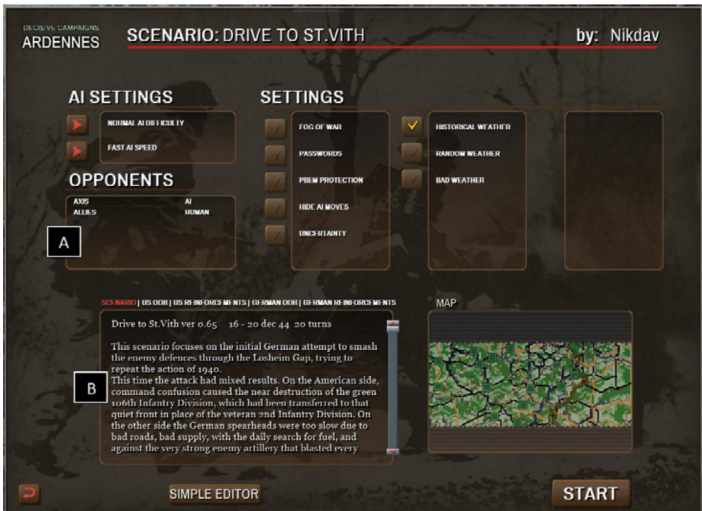 DECISIVE CAMPAIGNS
ARDENNES
SCENARIO: DRIVE TO ST.VITH
by: Nikdav
AI SETTINGS
NORMAL AI DIFFICULTY
FAST AI SPEED
OPPONENTS
AXIS AI
ALLIES HUMAN
A
SETTINGS
FOG OF WAR
PASSWORDS
PBEM PROTECTION
HIDE AI MOVES
UNCERTAINTY
HISTORICAL WEATHER
RANDOM WEATHER
BAD WEATHER
SCENARIO | US OOB | US REINFORCEMENTS | GERMAN OOB | GERMAN REINFORCEMENTS
Drive to St.Vith ver 0.65 16 - 20 dec 44 20 turns
This scenario focuses on the initial German attempt to smash
the enemy defences through the Losheim Gap, trying to
repeat the action of 1940.
This time the attack had mixed results. On the American side,
command confusion caused the near destruction of the green
106th Infantry Division, which had been transferred to that
quiet front in place of the veteran 2nd Infantry Division. On
the other side the German spearheads were too slow due to
bad roads, bad supply, with the daily search for fuel, and
against the very strong enemy artillery that blasted every
B
MAP
SIMPLE EDITOR
START